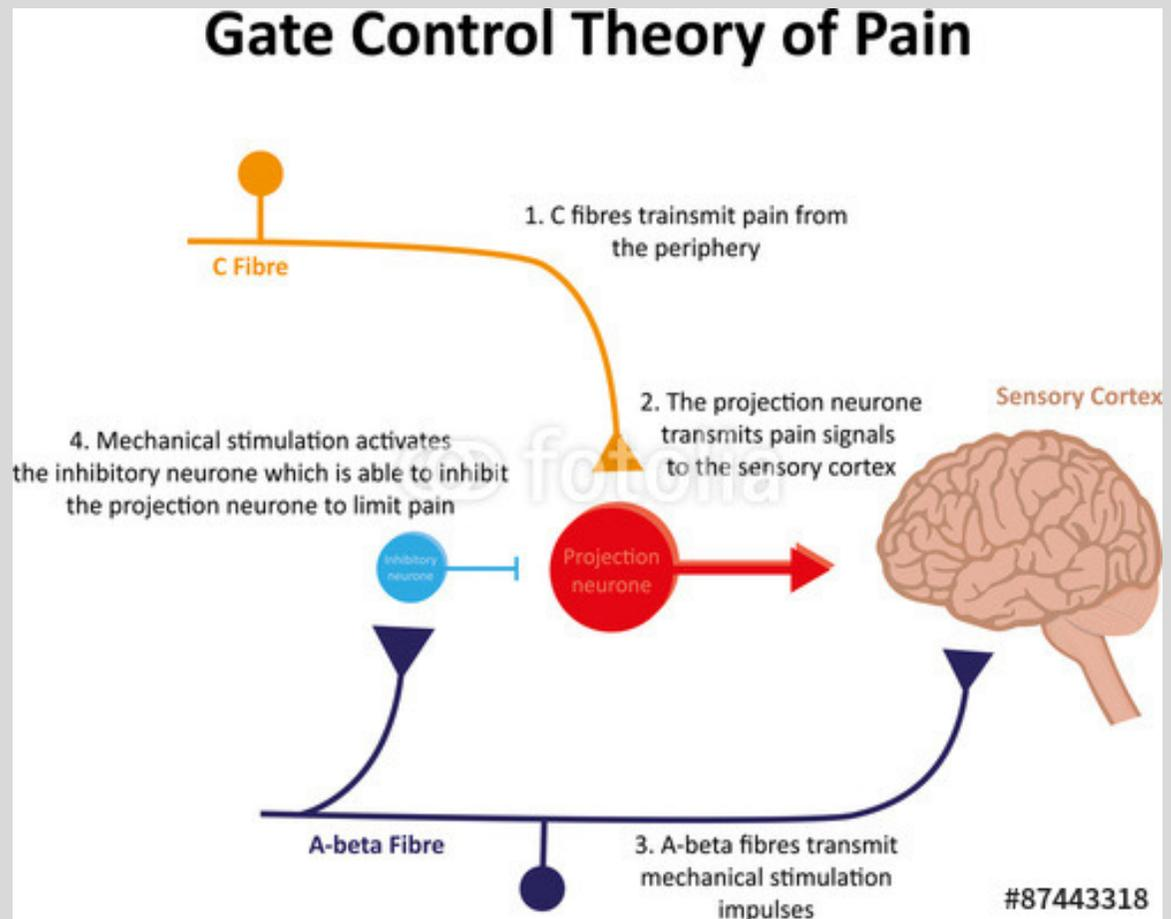 Gate Control Theory of Pain
1. C fibres trainsmit pain from
the periphery
C Fibre
2. The projection neurone
transmits pain signals
to the sensory cortex
Sensory Cortex
4. Mechanical stimulation activates
the inhibitory neurone which is able to inhibit
the projection neurone to limit pain
fotolia
Inhibitory
neurone
Projection
neurone
A-beta Fibre
3. A-beta fibres transmit
mechanical stimulation
impulses
#87443318